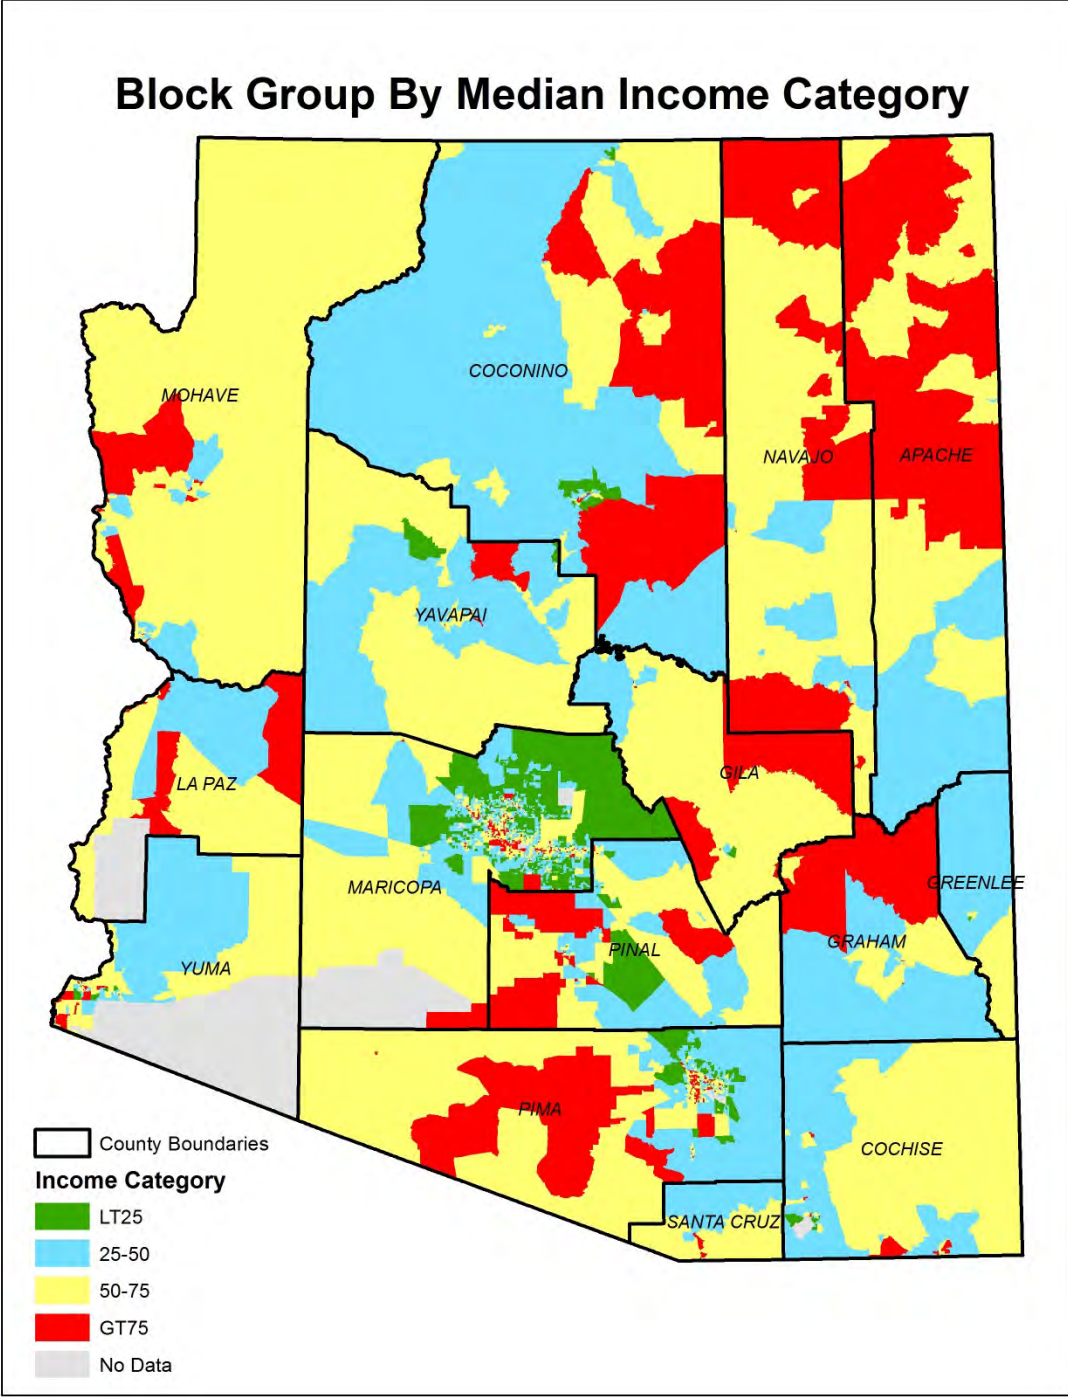 Block Group By Median Income Category
COCONINO
MOHAVE
NAVAJO
APACHE
YAVAPAI
GILA
LA PAZ
MARICOPA
GREENLEE
GRAHAM
PINAL
YUMA
PIMA
COCHISE
SANTA CRUZ
County Boundaries
Income Category
LT25
25-50
50-75
GT75
No Data